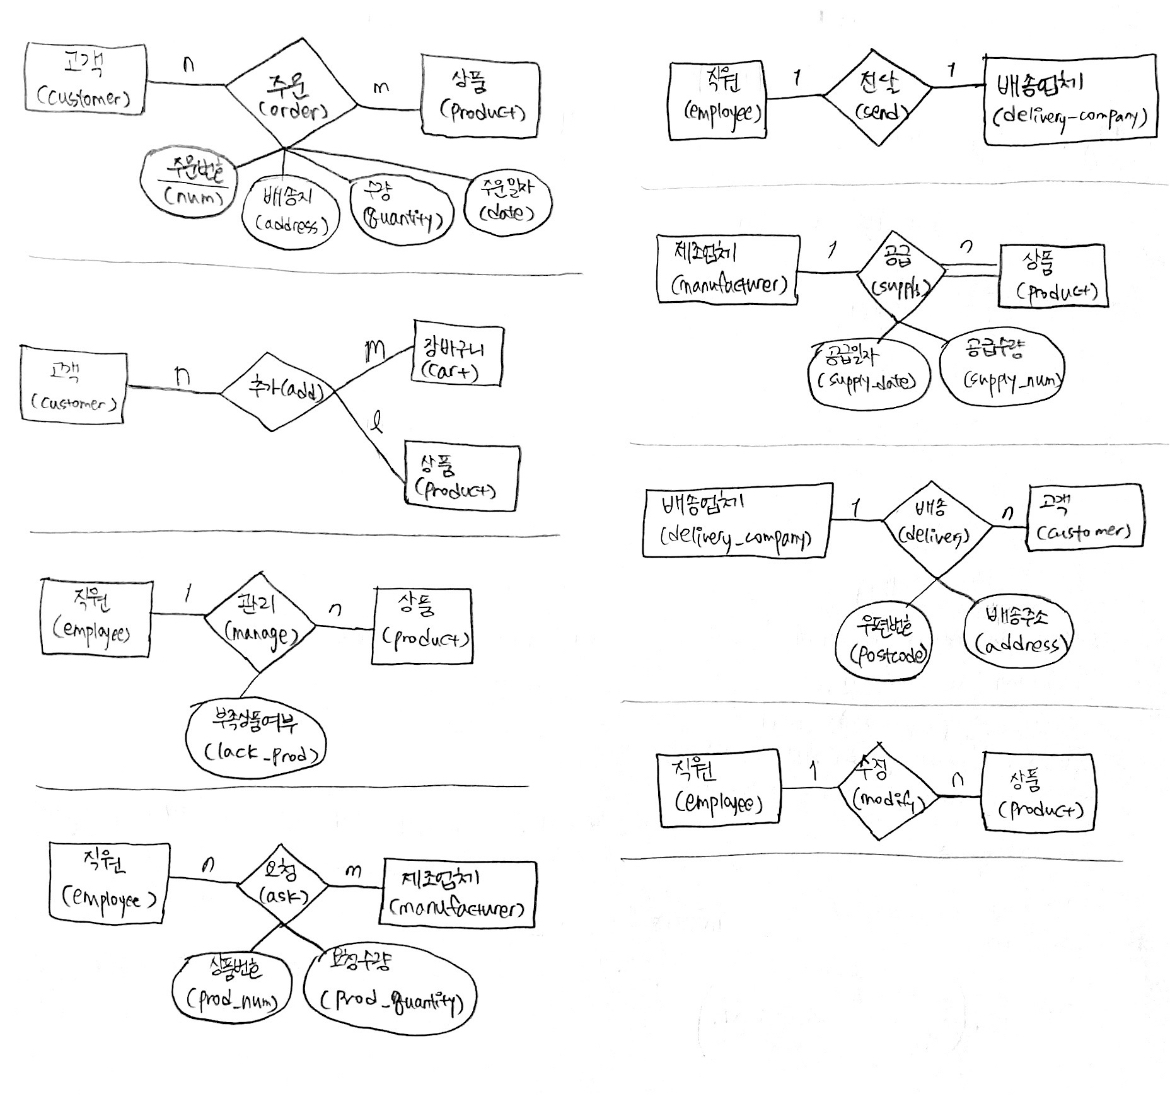 고객
(customer)
n
주문
(order)
m
상품
(product)
주문번호
(num)
배송지
(address)
수량
(quantity)
주문일자
(date)
고객
(customer)
n
추가(add)
m
장바구니
(cart)
l
상품
(product)
직원
(employee)
1
관리
(manage)
n
상품
(product)
부족상품여부
(lack_prod)
직원
(employee)
n
요청
(ask)
m
제조업체
(manufacturer)
상품번호
(prod_num)
요청수량
(prod_quantity)
직원
(employee)
1
전달
(send)
1
배송업체
(delivery-company)
제조업체
(manufacturer)
1
공급
(supply)
n
상품
(product)
공급일자
(supply_date)
공급수량
(supply_num)
배송업체
(delivery_company)
1
배송
(delivery)
n
고객
(customer)
우편번호
(postcode)
배송주소
(address)
직원
(employee)
1
수정
(modify)
n
상품
(product)